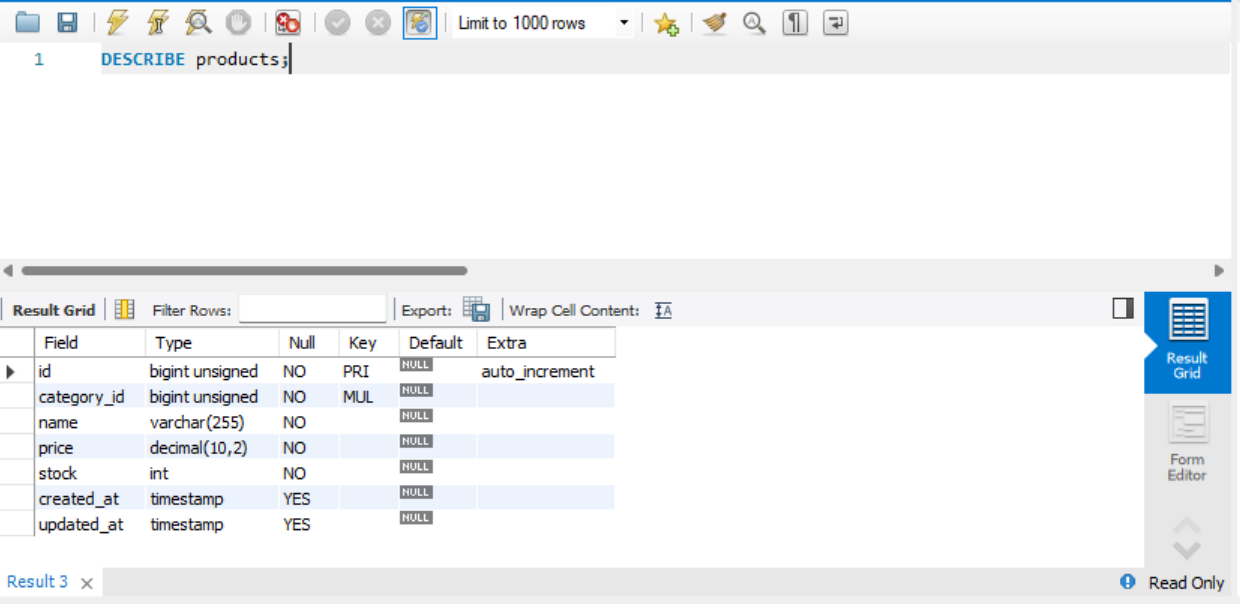 Limit to 1000 rows
1 DESCRIBE products;
Result Grid Filter Rows: Export: Wrap Cell Content: IA
Field Type Null Key Default Extra
id bigint unsigned NO PRI NULL auto_increment
category_id bigint unsigned NO MUL NULL
name varchar(255) NO NULL
price decimal(10,2) NO NULL
stock int NO NULL
created_at timestamp YES NULL
updated_at timestamp YES NULL
Result
Grid
Form
Editor
Result 3
Read Only